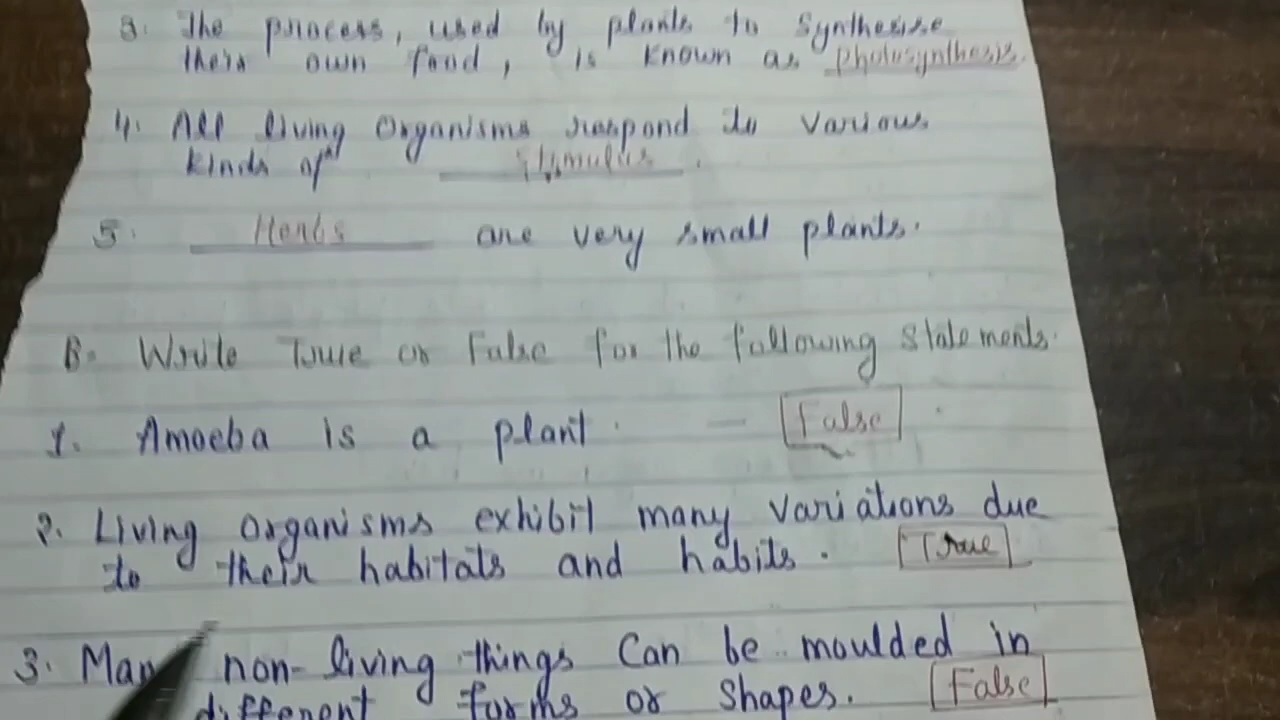 3. The process, used by plants to synthesise
their own food, is known as photosynthesis.
4. All living organisms respond to various
kinds of stimulus.
5. Herbs are very small plants.
B. Write True or False for the following statements.
1. Amoeba is a plant. - False
2. Living organisms exhibit many variations due
to their habitats and habits. True
3. Many non-living things can be moulded in
different forms or shapes. False